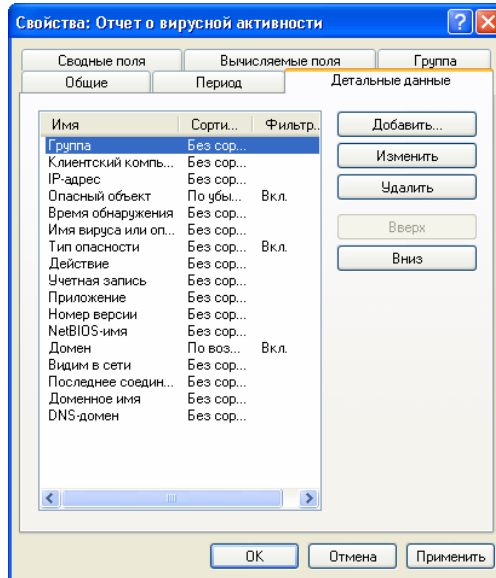 Свойства: Отчет о вирусной активности
Сводные поля Вычисляемые поля Группа
Общие Период Детальные данные
Имя Сорти... Фильтр..
Группа Без сор...
Клиентский компь... Без сор...
IP-адрес Без сор...
Опасный объект По убы... Вкл.
Время обнаружения Без сор...
Имя вируса или оп... Без сор...
Тип опасности Без сор... Вкл.
Действие Без сор...
Учетная запись Без сор...
Приложение Без сор...
Номер версии Без сор...
NetBIOS-имя Без сор...
Домен По воз... Вкл.
Видим в сети Без сор...
Последнее соедин... Без сор...
Доменное имя Без сор...
DNS-домен Без сор...
Добавить...
Изменить
Удалить
Вверх
Вниз
OK Отмена Применить